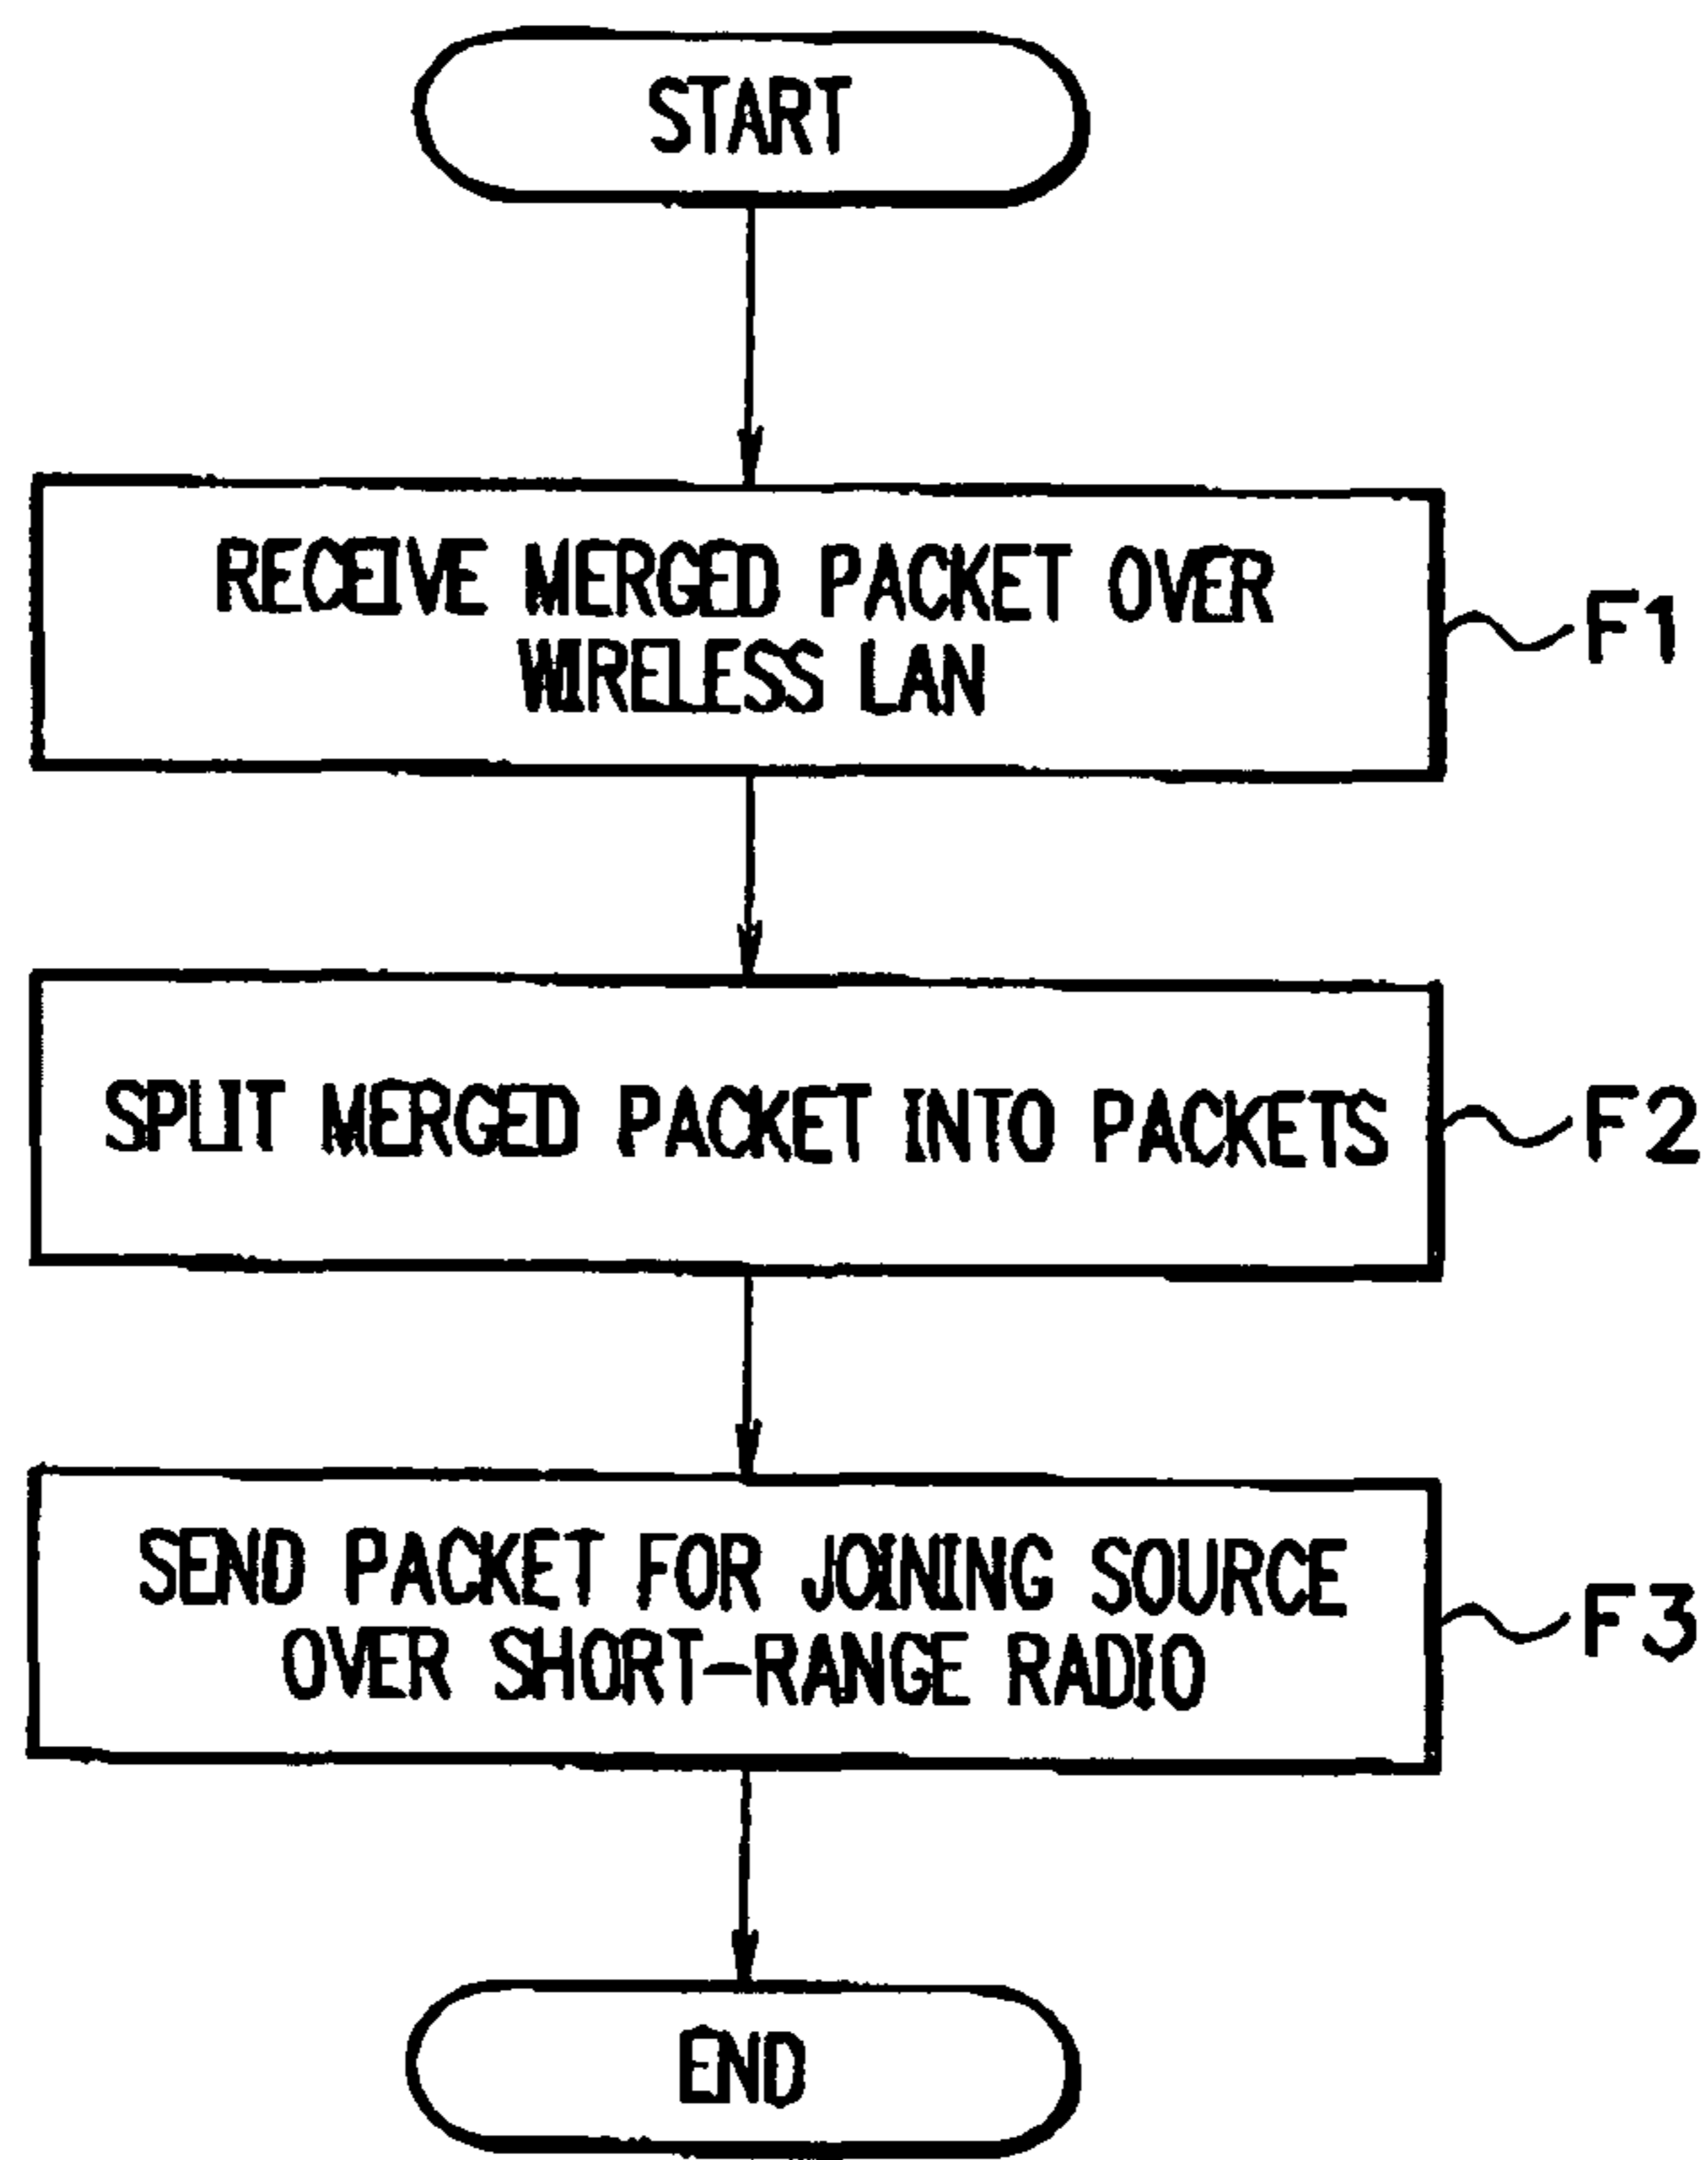 START
RECEIVE MERGED PACKET OVER
WIRELESS LAN
F1
SPLIT MERGED PACKET INTO PACKETS
F2
SEND PACKET FOR JOINING SOURCE
OVER SHORT-RANGE RADIO
F3
END